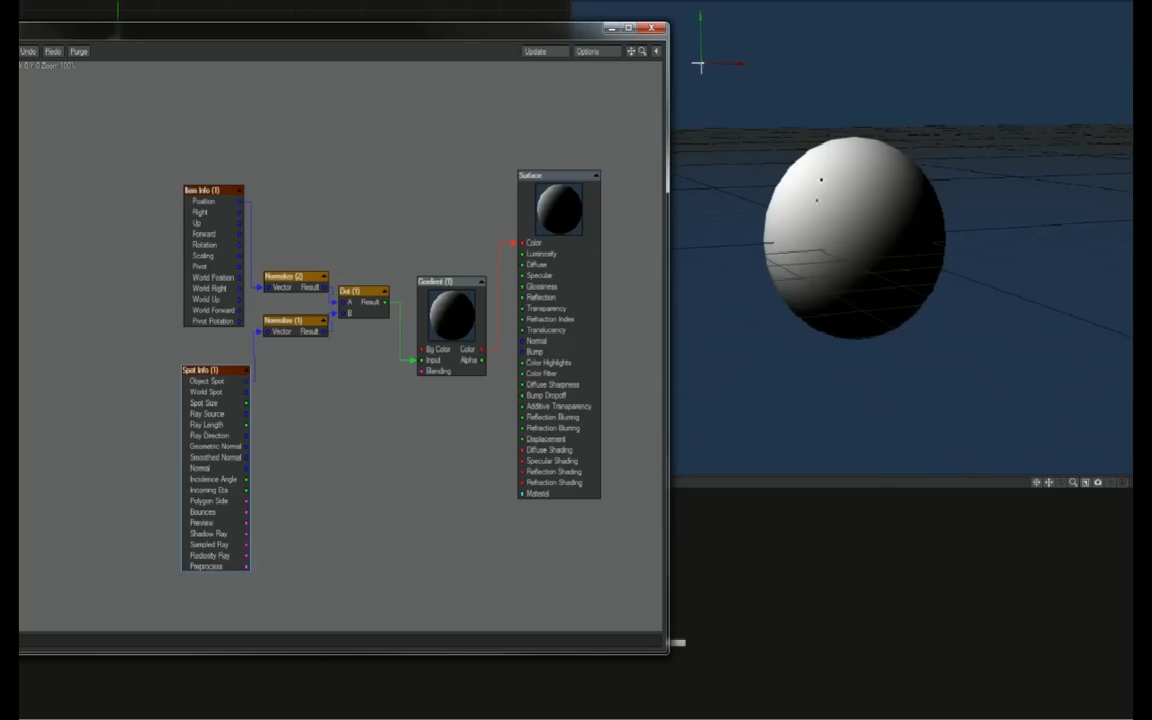 Undo Redo Purge Update Options
X:0 Y:0 Zoom:100%
Item Info (1)
Position
Right
Up
Forward
Rotation
Scaling
Pivot
World Position
World Right
World Up
World Forward
Pivot Rotation
Normalize (2)
Vector Result
Normalize (1)
Vector Result
Dot (1)
A Result
B
Gradient (1)
Bg Color Color
Input Alpha
Blending
Spot Info (1)
Object Spot
World Spot
Spot Size
Ray Source
Ray Length
Ray Direction
Geometric Normal
Smoothed Normal
Normal
Incidence Angle
Incoming Eta
Polygon Side
Bounces
Preview
Shadow Ray
Sampled Ray
Radiosity Ray
Preprocess
Surface
Color
Luminosity
Diffuse
Specular
Glossiness
Reflection
Transparency
Refraction Index
Translucency
Normal
Bump
Color Highlights
Color Filter
Diffuse Sharpness
Bump Dropoff
Additive Transparency
Reflection Blurring
Refraction Blurring
Displacement
Diffuse Shading
Specular Shading
Reflection Shading
Refraction Shading
Material